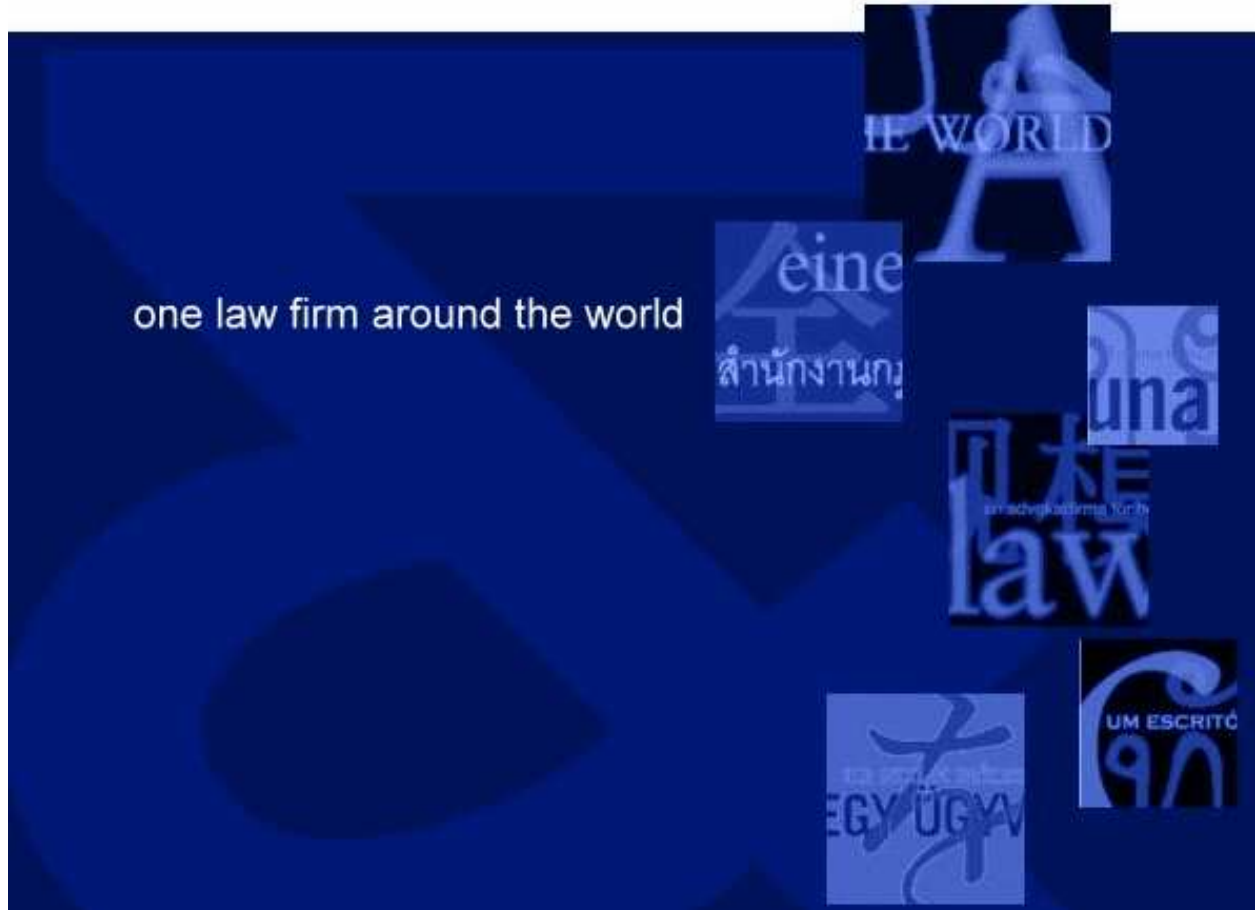 HE WORLD
eine
one law firm around the world
สำนักงานก
una
law
UM ESCRITÓ
EGY ÜGYV